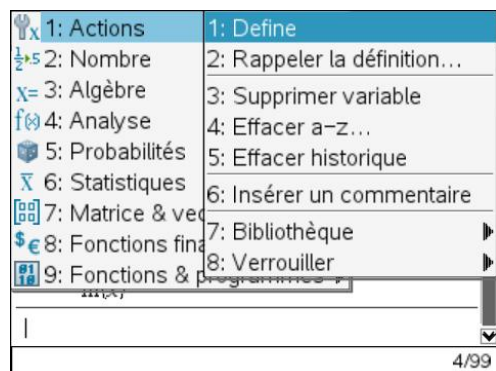 1: Actions
2: Nombre
3: Algèbre
4: Analyse
5: Probabilités
6: Statistiques
7: Matrice & vec
8: Fonctions fina
9: Fonctions & programmes
1: Define
2: Rappeler la définition...
3: Supprimer variable
4: Effacer a–z...
5: Effacer historique
6: Insérer un commentaire
7: Bibliothèque
8: Verrouiller
4/99